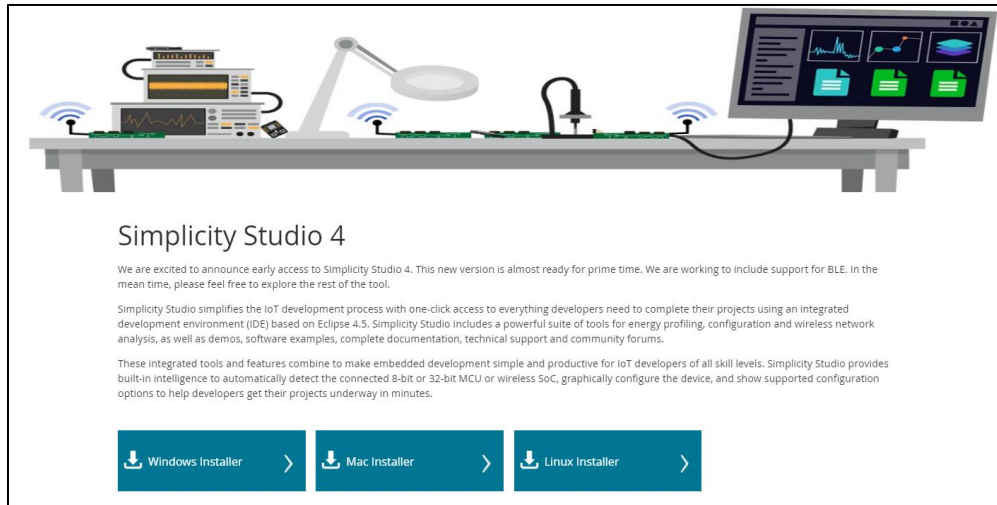 Simplicity Studio 4
We are excited to announce early access to Simplicity Studio 4. This new version is almost ready for prime time. We are working to include support for BLE. In the
mean time, please feel free to explore the rest of the tool.
Simplicity Studio simplifies the IoT development process with one-click access to everything developers need to complete their projects using an integrated
development environment (IDE) based on Eclipse 4.5. Simplicity Studio includes a powerful suite of tools for energy profiling, configuration and wireless network
analysis, as well as demos, software examples, complete documentation, technical support and community forums.
These integrated tools and features combine to make embedded development simple and productive for IoT developers of all skill levels. Simplicity Studio provides
built-in intelligence to automatically detect the connected 8-bit or 32-bit MCU or wireless SoC, graphically configure the device, and show supported configuration
options to help developers get their projects underway in minutes.
Windows Installer
Mac Installer
Linux Installer